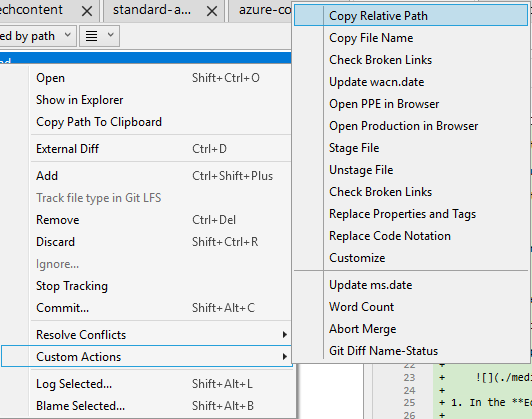 echcontent
standard-a...
azure-co
ed by path
Open Shift+Ctrl+O
Show in Explorer
Copy Path To Clipboard
External Diff Ctrl+D
Add Ctrl+Shift+Plus
Track file type in Git LFS
Remove Ctrl+Del
Discard Shift+Ctrl+R
Ignore...
Stop Tracking
Commit... Shift+Alt+C
Resolve Conflicts
Custom Actions
Log Selected... Shift+Alt+L
Blame Selected... Shift+Alt+B
Copy Relative Path
Copy File Name
Check Broken Links
Update wacn.date
Open PPE in Browser
Open Production in Browser
Stage File
Unstage File
Check Broken Links
Replace Properties and Tags
Replace Code Notation
Customize
Update ms.date
Word Count
Abort Merge
Git Diff Name-Status
22 +
23 + ![](./medi
24 +
25 + 1. In the **Ed
26 +